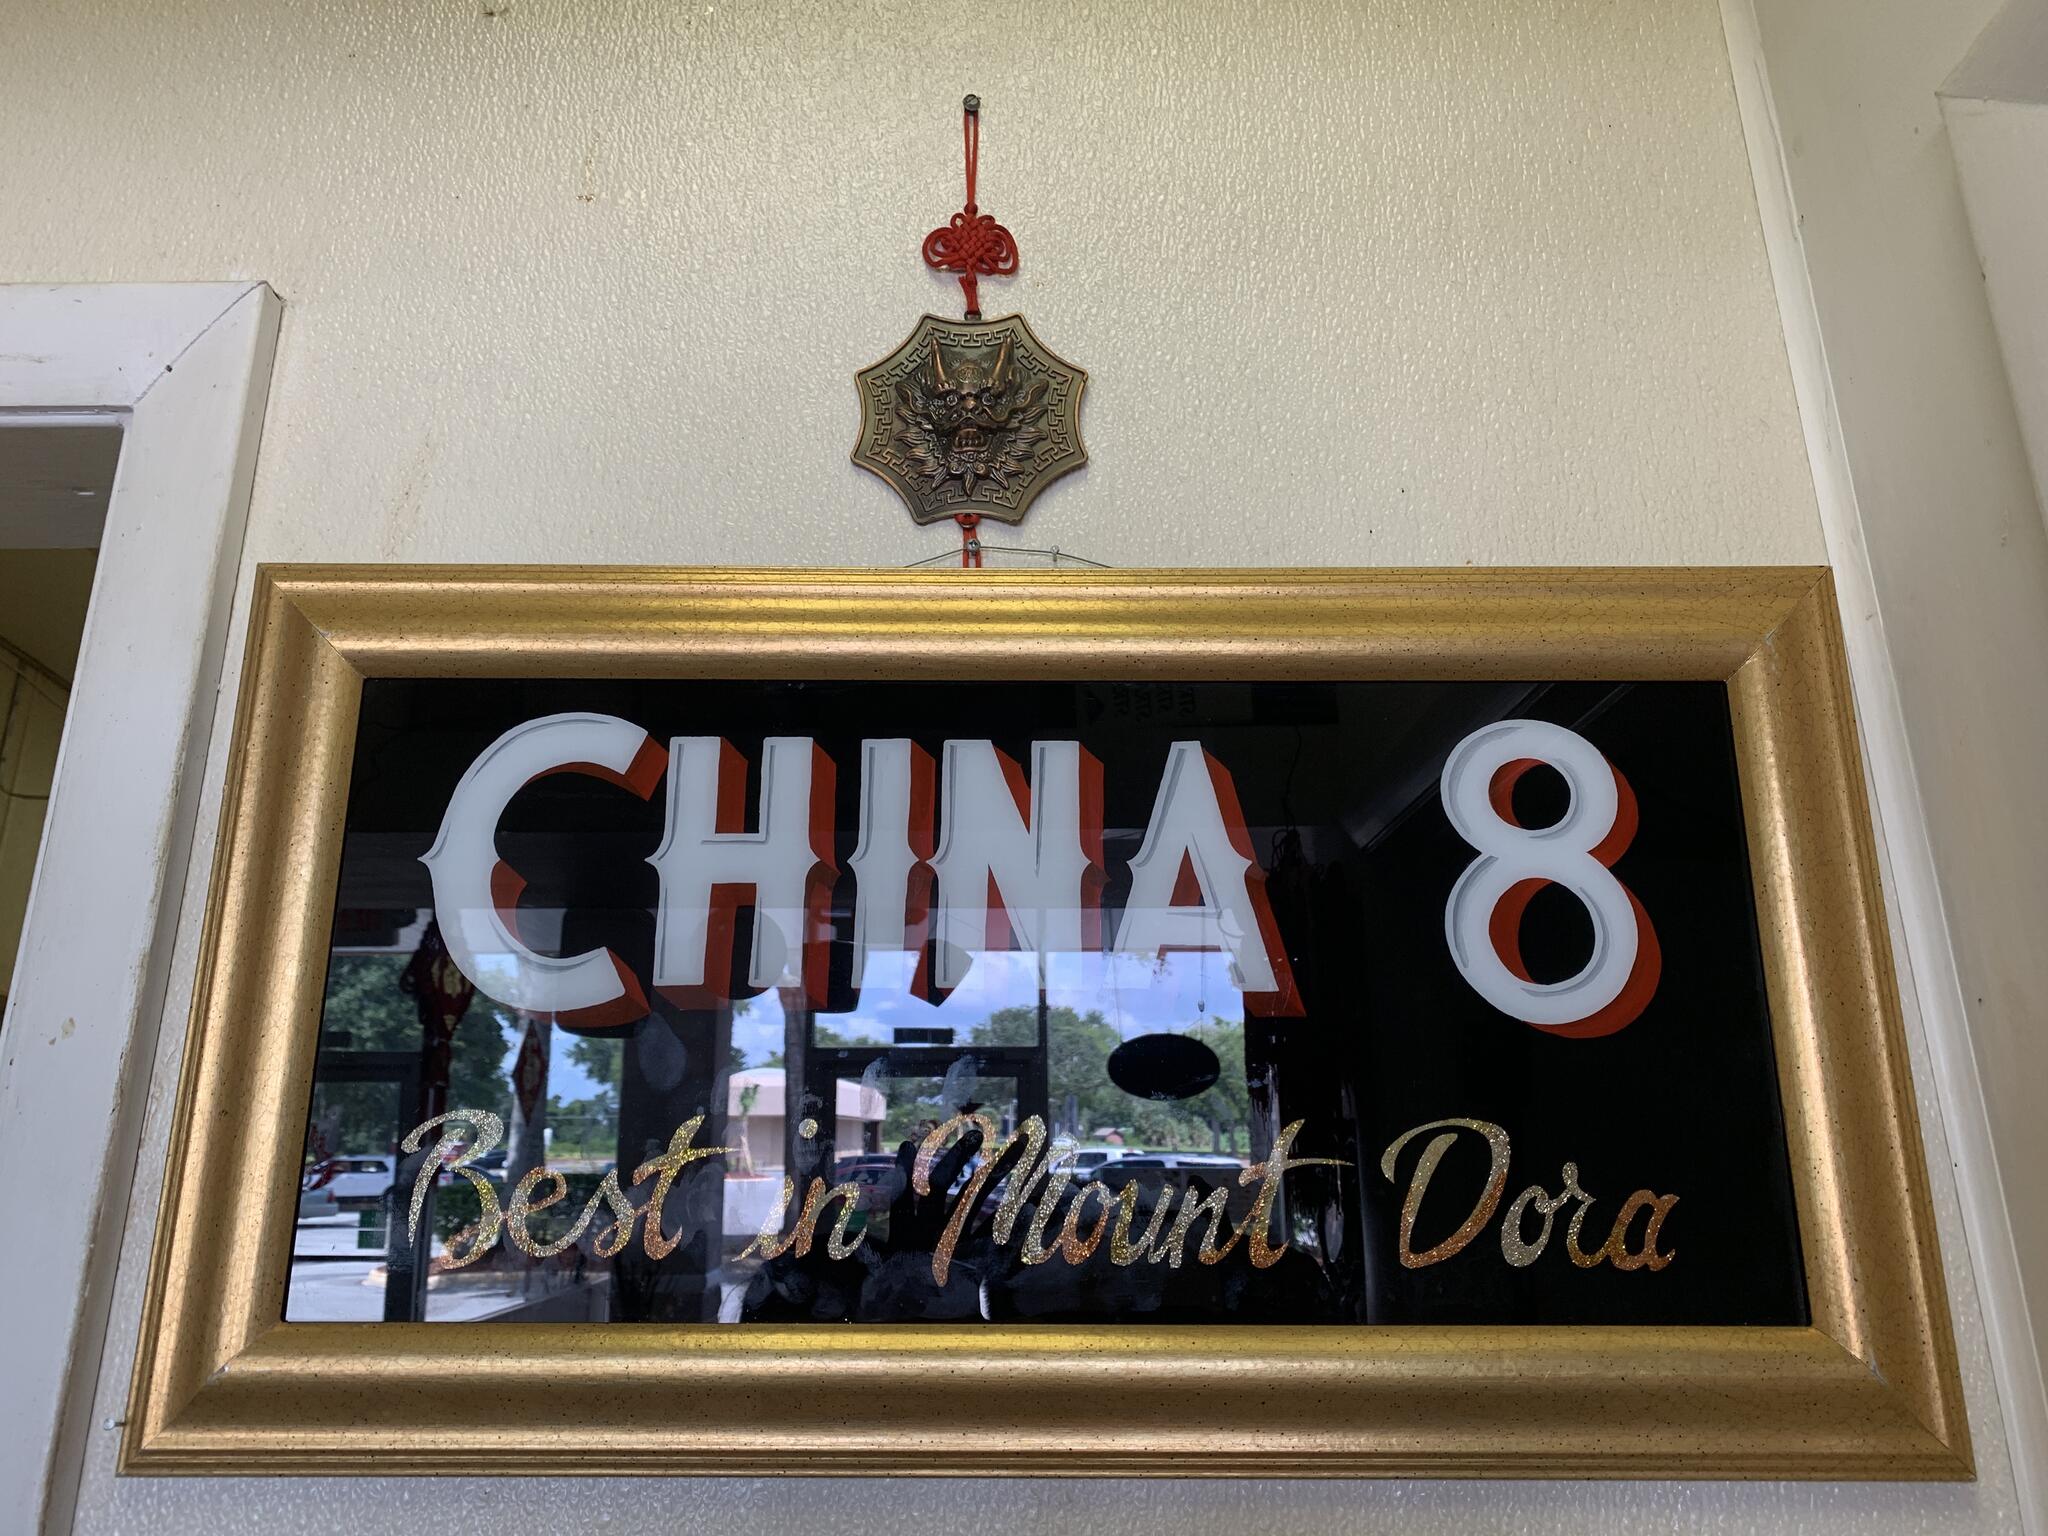 CHINA 8
Best in Mount Dora